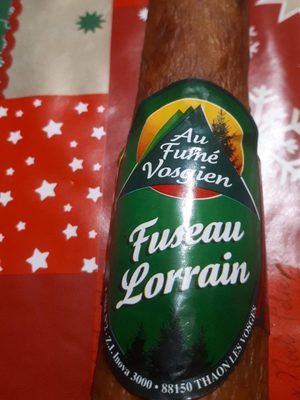 Au
Fumé
Vosgien
Fuseau
Lorrain
Z.I. Inova 3000 • 88150 THAON LES VOSGES